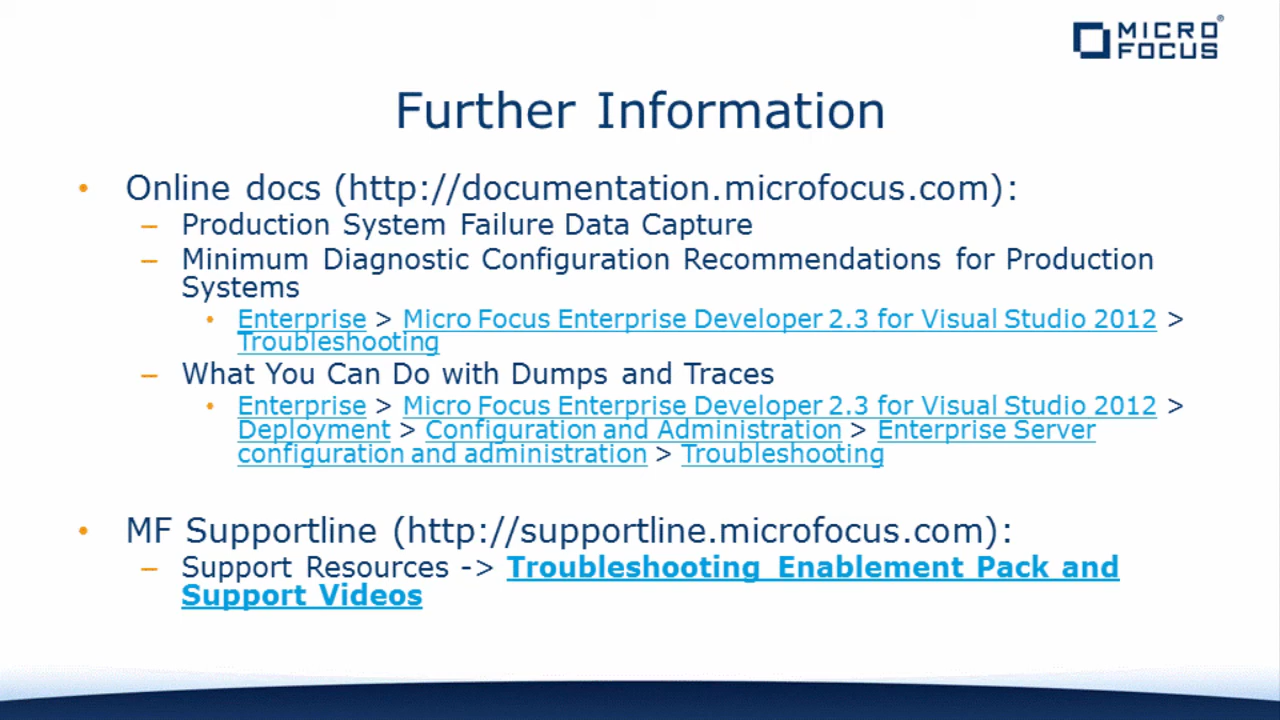 MICRO
FOCUS®
Further Information
• Online docs (http://documentation.microfocus.com):
– Production System Failure Data Capture
– Minimum Diagnostic Configuration Recommendations for Production
Systems
• Enterprise > Micro Focus Enterprise Developer 2.3 for Visual Studio 2012 >
Troubleshooting
– What You Can Do with Dumps and Traces
• Enterprise > Micro Focus Enterprise Developer 2.3 for Visual Studio 2012 >
Deployment > Configuration and Administration > Enterprise Server
configuration and administration > Troubleshooting
• MF Supportline (http://supportline.microfocus.com):
– Support Resources -> Troubleshooting Enablement Pack and
Support Videos